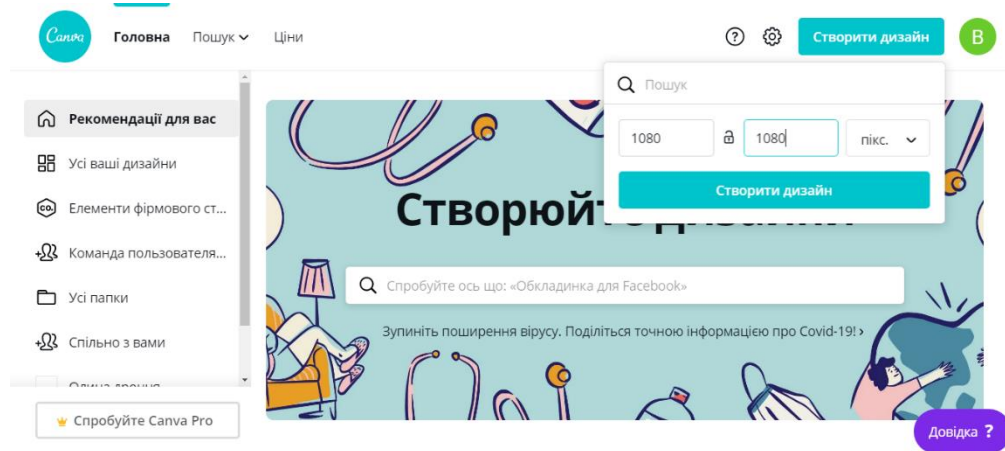 Canva
Головна Пошук Ціни
Створити дизайн
В
Пошук
1080 1080 пікс.
Створити дизайн
Рекомендації для вас
Усі ваші дизайни
co. Елементи фірмового ст...
Команда пользователя...
Усі папки
Спільно з вами
Спробуйте Canva Pro
Створюйте
Спробуйте ось що: «Обкладинка для Facebook»
Зупиніть поширення вірусу. Поділіться точною інформацією про Covid-19! ›
Довідка ?